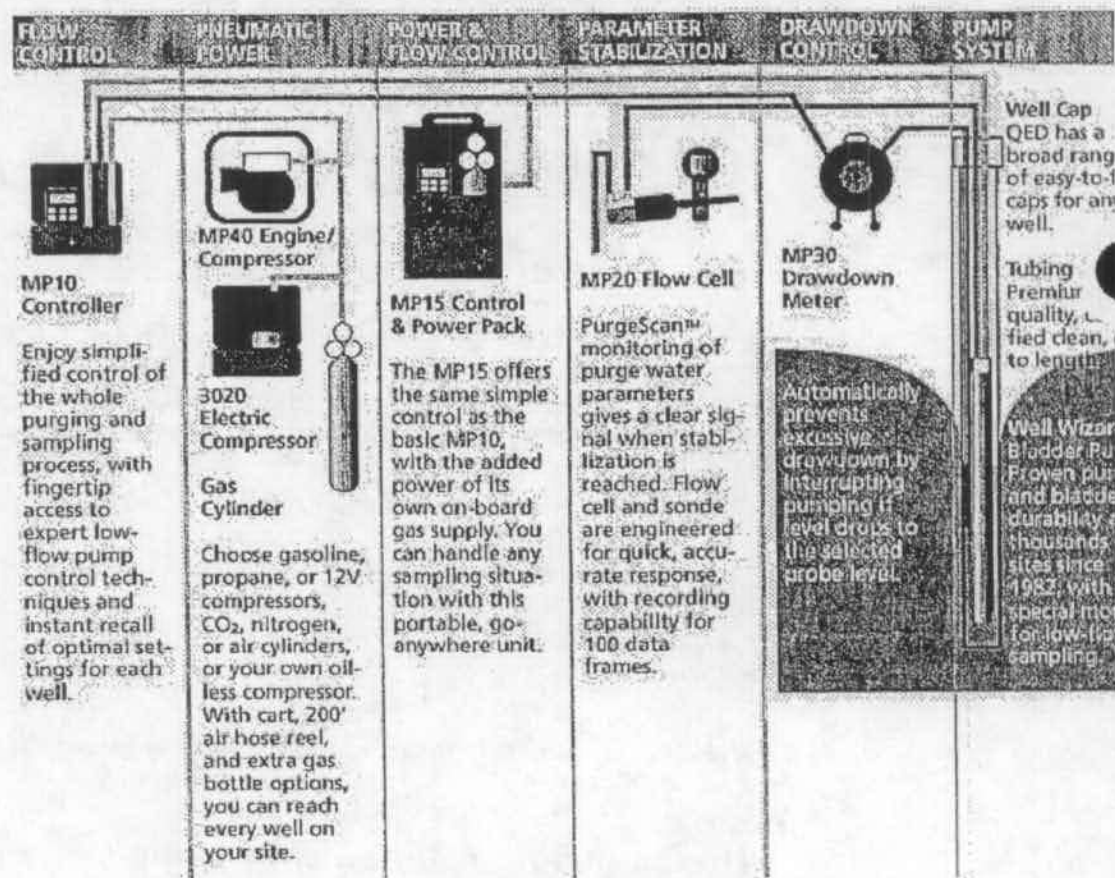 FLOW
CONTROL
MP10
Controller
Enjoy simpli-
fied control of
the whole
purging and
sampling
process, with
fingertip
access to
expert low-
flow pump
control tech-
niques and
instant recall
of optimal set-
tings for each
well.
PNEUMATIC
POWER
MP40 Engine/
Compressor
3020
Electric
Compressor
Gas
Cylinder
Choose gasoline,
propane, or 12V
compressors,
CO₂, nitrogen,
or air cylinders,
or your own oil-
less compressor.
With cart, 200'
air hose reel,
and extra gas
bottle options,
you can reach
every well on
your site.
POWER &
FLOW CONTROL
MP15 Control
& Power Pack
The MP15 offers
the same simple
control as the
basic MP10,
with the added
power of its
own on-board
gas supply. You
can handle any
sampling situa-
tion with this
portable, go-
anywhere unit.
PARAMETER
STABILIZATION
MP20 Flow Cell
PurgeScan™
monitoring of
purge water
parameters
gives a clear sig-
nal when stabi-
lization is
reached. Flow
cell and sonde
are engineered
for quick, accu-
rate response,
with recording
capability for
100 data
frames.
DRAWDOWN
CONTROL
MP30
Drawdown
Meter
Automatically
prevents
excessive
drawdown by
interrupting
pumping if
level drops to
the selected
probe level.
PUMP
SYSTEM
Well Cap
QED has a
broad rang
of easy-to-f
caps for any
well.
Tubing
Premiur
quality,
fied clean,
to length
Well Wizar
Bladder Pu
and bladd
durability
thousands
sites since
1982, with
special mo
for low-fl
sampling.